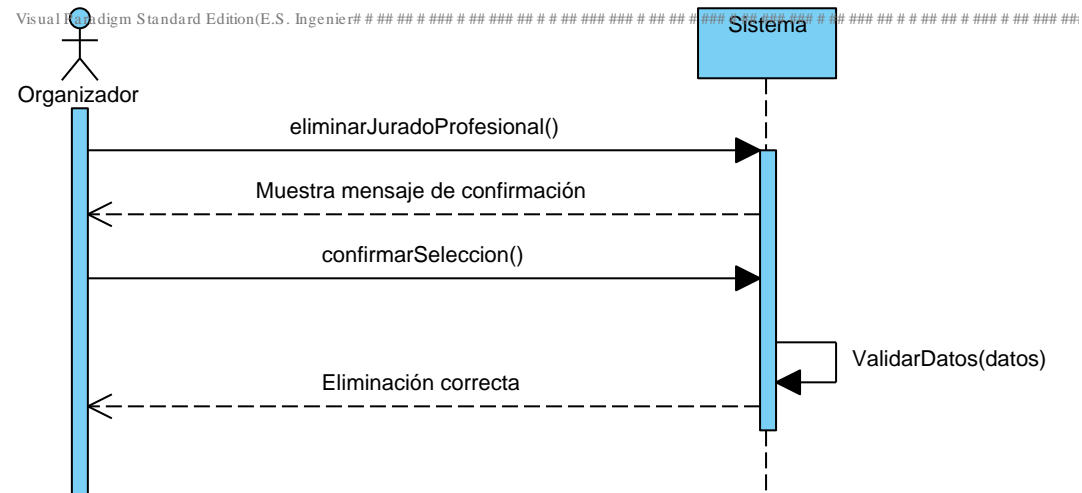 Visual Paradigm Standard Edition(E.S. Ingenier
Sistema
Organizador
eliminarJuradoProfesional()
Muestra mensaje de confirmación
confirmarSeleccion()
ValidarDatos(datos)
Eliminación correcta